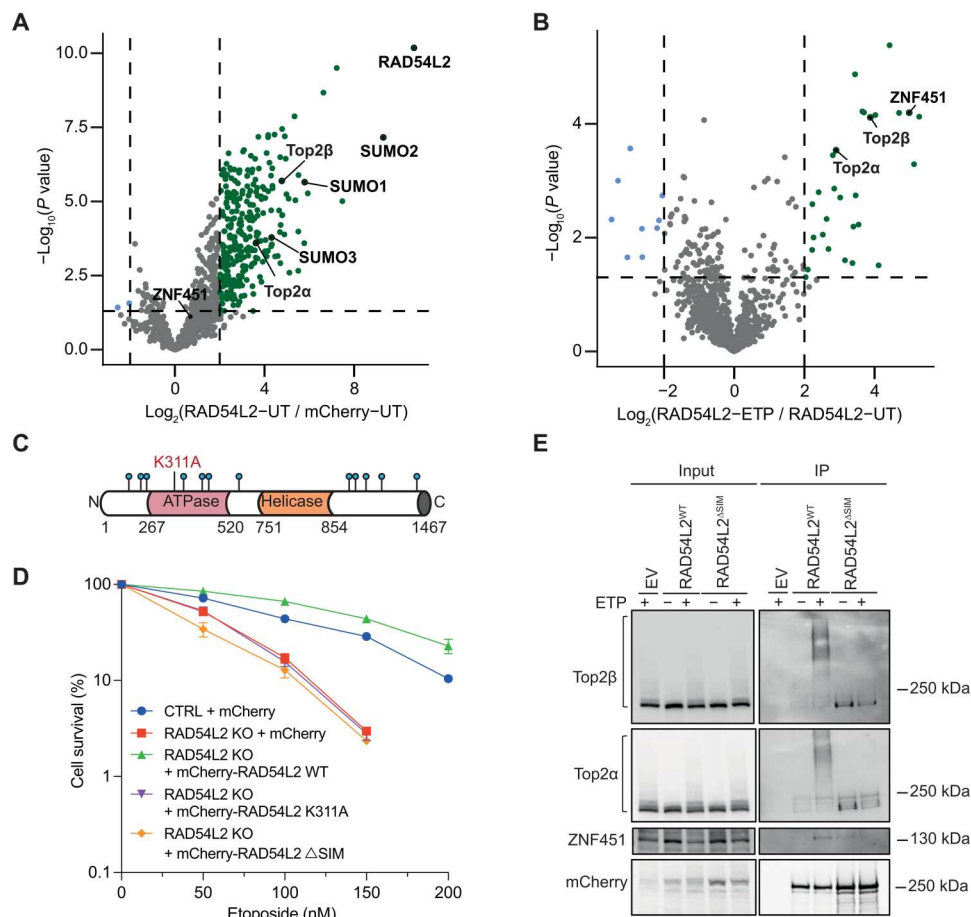 A
10.0
7.5
5.0
2.5
0.0
−Log10(P value)
RAD54L2
SUMO2
Top2β
SUMO1
SUMO3
ZNF451
Top2α
0 4 8
Log2(RAD54L2−UT / mCherry−UT)
B
4
2
0
−Log10(P value)
ZNF451
Top2β
Top2α
−2 0 2 4
Log2(RAD54L2−ETP / RAD54L2−UT)
C
K311A
N ATPase Helicase C
1 267 520 751 854 1467
D
100
10
1
0.1
Cell survival (%)
CTRL + mCherry
RAD54L2 KO + mCherry
RAD54L2 KO
+ mCherry-RAD54L2 WT
RAD54L2 KO
+ mCherry-RAD54L2 K311A
RAD54L2 KO
+ mCherry-RAD54L2 △SIM
0 50 100 150 200
Etoposide (nM)
E
Input IP
EV RAD54L2WT RAD54L2ΔSIM EV RAD54L2WT RAD54L2ΔSIM
ETP + − + − + + − + − +
Top2β
250 kDa
Top2α
250 kDa
ZNF451
130 kDa
mCherry
250 kDa